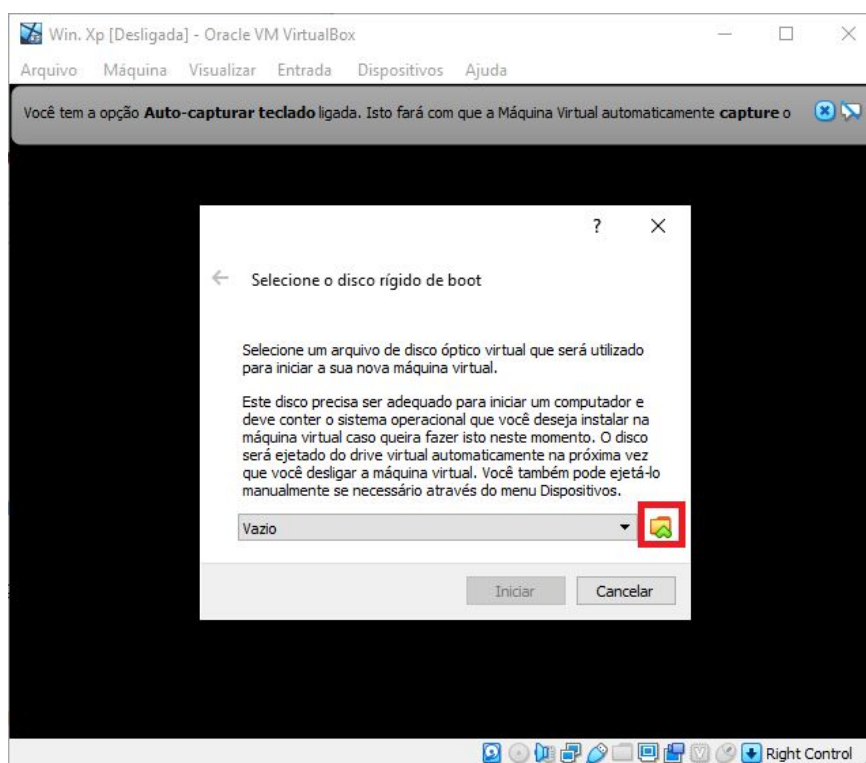 Win. Xp [Desligada] - Oracle VM VirtualBox
Arquivo Máquina Visualizar Entrada Dispositivos Ajuda
Você tem a opção Auto-capturar teclado ligada. Isto fará com que a Máquina Virtual automaticamente capture o
?
Selecione o disco rígido de boot
Selecione um arquivo de disco óptico virtual que será utilizado
para iniciar a sua nova máquina virtual.
Este disco precisa ser adequado para iniciar um computador e
deve conter o sistema operacional que você deseja instalar na
máquina virtual caso queira fazer isto neste momento. O disco
será ejetado do drive virtual automaticamente na próxima vez
que você desligar a máquina virtual. Você também pode ejetá-lo
manualmente se necessário através do menu Dispositivos.
Vazio
Iniciar Cancelar
Right Control